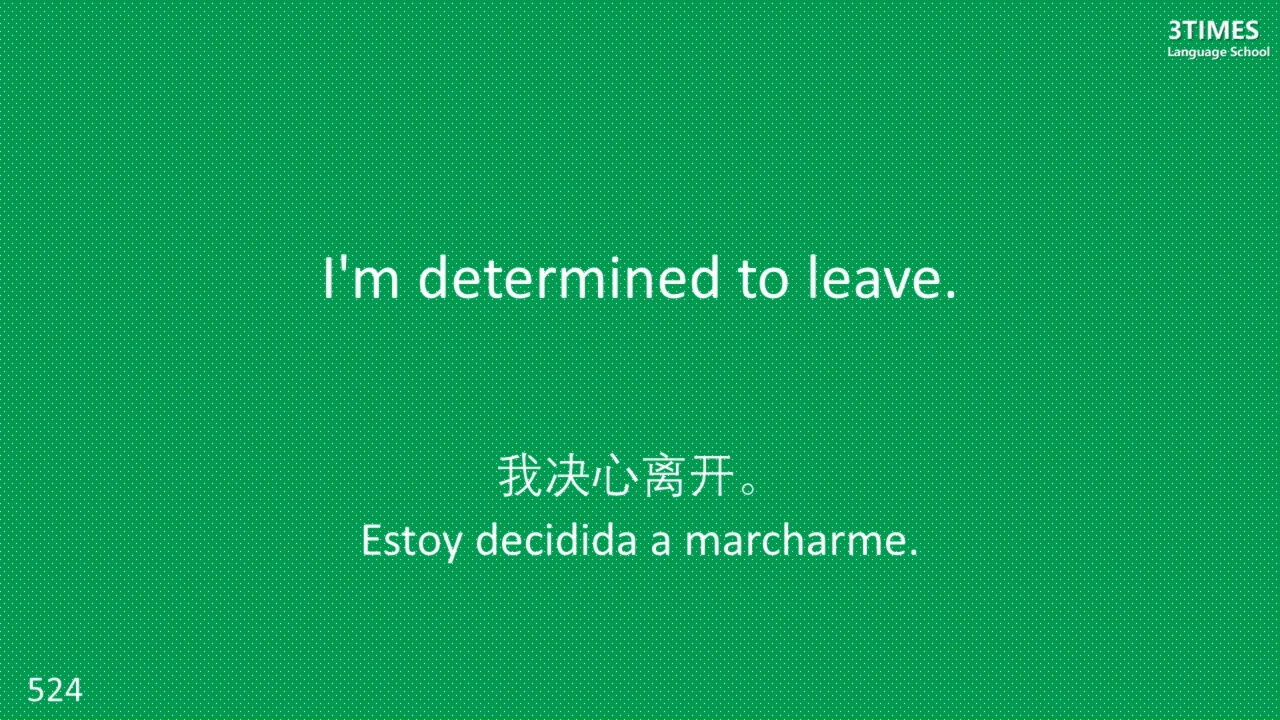 3TIMES
Language School
I'm determined to leave.
我决心离开。
Estoy decidida a marcharme.
524